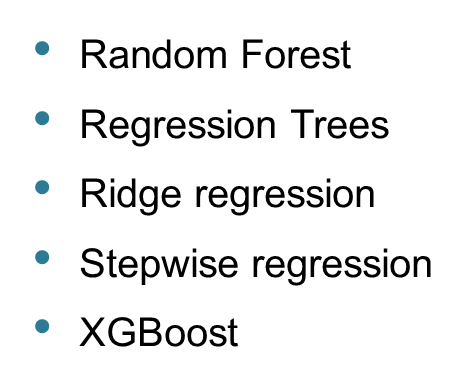 • Random Forest
• Regression Trees
• Ridge regression
• Stepwise regression
• XGBoost